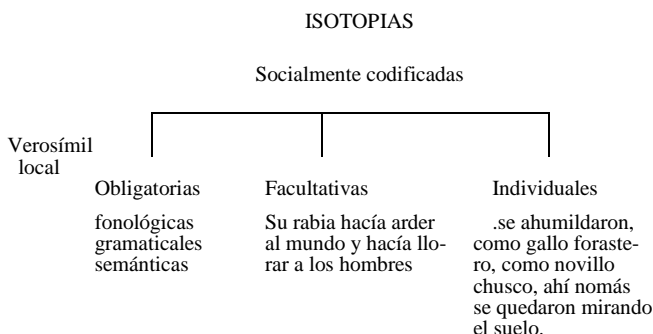 ISOTOPIAS
Socialmente codificadas
Verosímil
local
Obligatorias
fonológicas
gramaticales
semánticas
Facultativas
Su rabia hacía arder
al mundo y hacía llo-
rar a los hombres
Individuales
.se ahumildaron,
como gallo foraste-
ro, como novillo
chusco, ahí nomás
se quedaron mirando
el suelo.